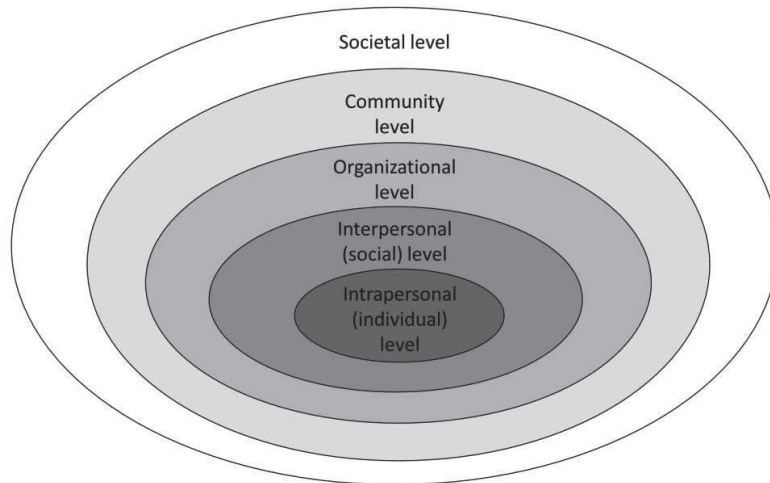 Societal level
Community
level
Organizational
level
Interpersonal
(social) level
Intrapersonal
(individual)
level